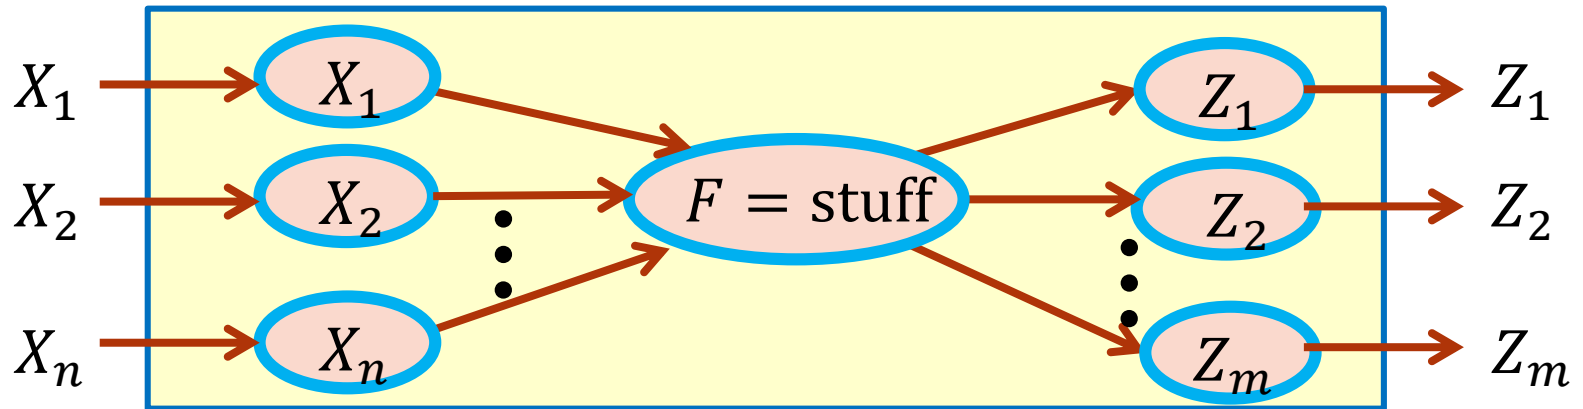 X₁ X₁ Z₁ Z₁
X₂ X₂ F = stuff Z₂ Z₂
Xₙ Xₙ Zₘ Zₘ